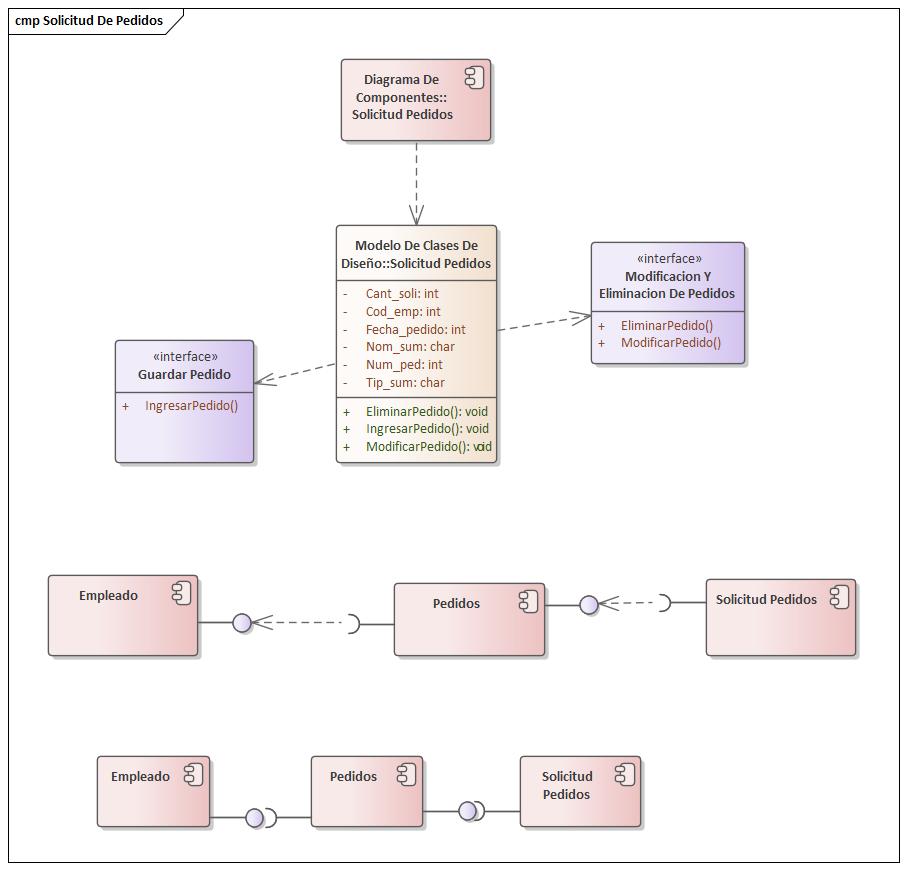 cmp Solicitud De Pedidos
Diagrama De
Componentes::
Solicitud Pedidos
Modelo De Clases De
Diseño::Solicitud Pedidos
- Cant_soli: int
- Cod_emp: int
- Fecha_pedido: int
- Nom_sum: char
- Num_ped: int
- Tip_sum: char
+ EliminarPedido(): void
+ IngresarPedido(): void
+ ModificarPedido(): void
«interface»
Modificacion Y
Eliminacion De Pedidos
+ EliminarPedido()
+ ModificarPedido()
«interface»
Guardar Pedido
+ IngresarPedido()
Empleado
Pedidos
Solicitud Pedidos
Empleado
Pedidos
Solicitud
Pedidos